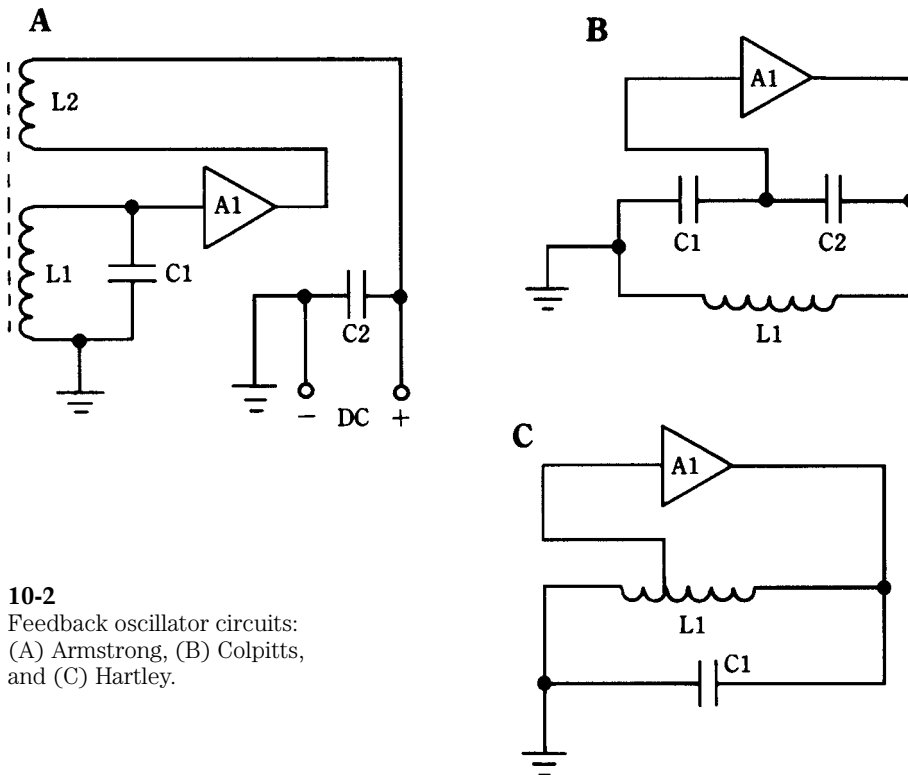 A
L2
A1
L1
C1
C2
− DC +
B
A1
C1
C2
L1
C
A1
L1
C1
10-2
Feedback oscillator circuits:
(A) Armstrong, (B) Colpitts,
and (C) Hartley.